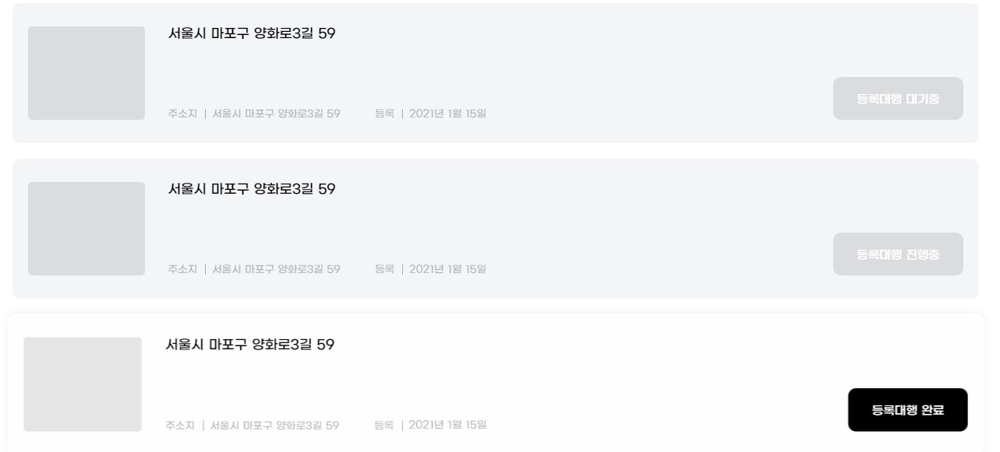 서울시 마포구 양화로3길 59
주소지 | 서울시 마포구 양화로3길 59 등록 | 2021년 1월 15일
등록대행 대기중
서울시 마포구 양화로3길 59
주소지 | 서울시 마포구 양화로3길 59 등록 | 2021년 1월 15일
등록대행 진행중
서울시 마포구 양화로3길 59
주소지 | 서울시 마포구 양화로3길 59 등록 | 2021년 1월 15일
등록대행 완료